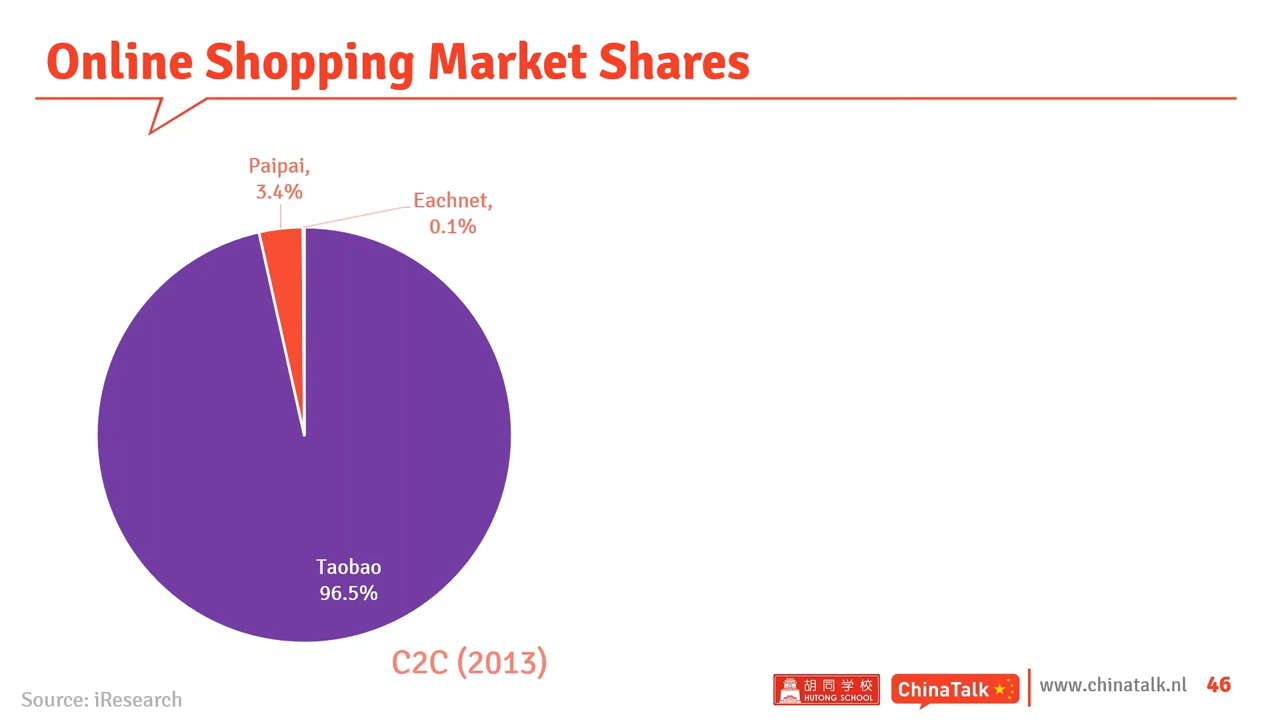 Online Shopping Market Shares
Paipai,
3.4%
Eachnet,
0.1%
Taobao
96.5%
C2C (2013)
Source: iResearch
胡同学校
HUTONG SCHOOL
ChinaTalk
www.chinatalk.nl
46